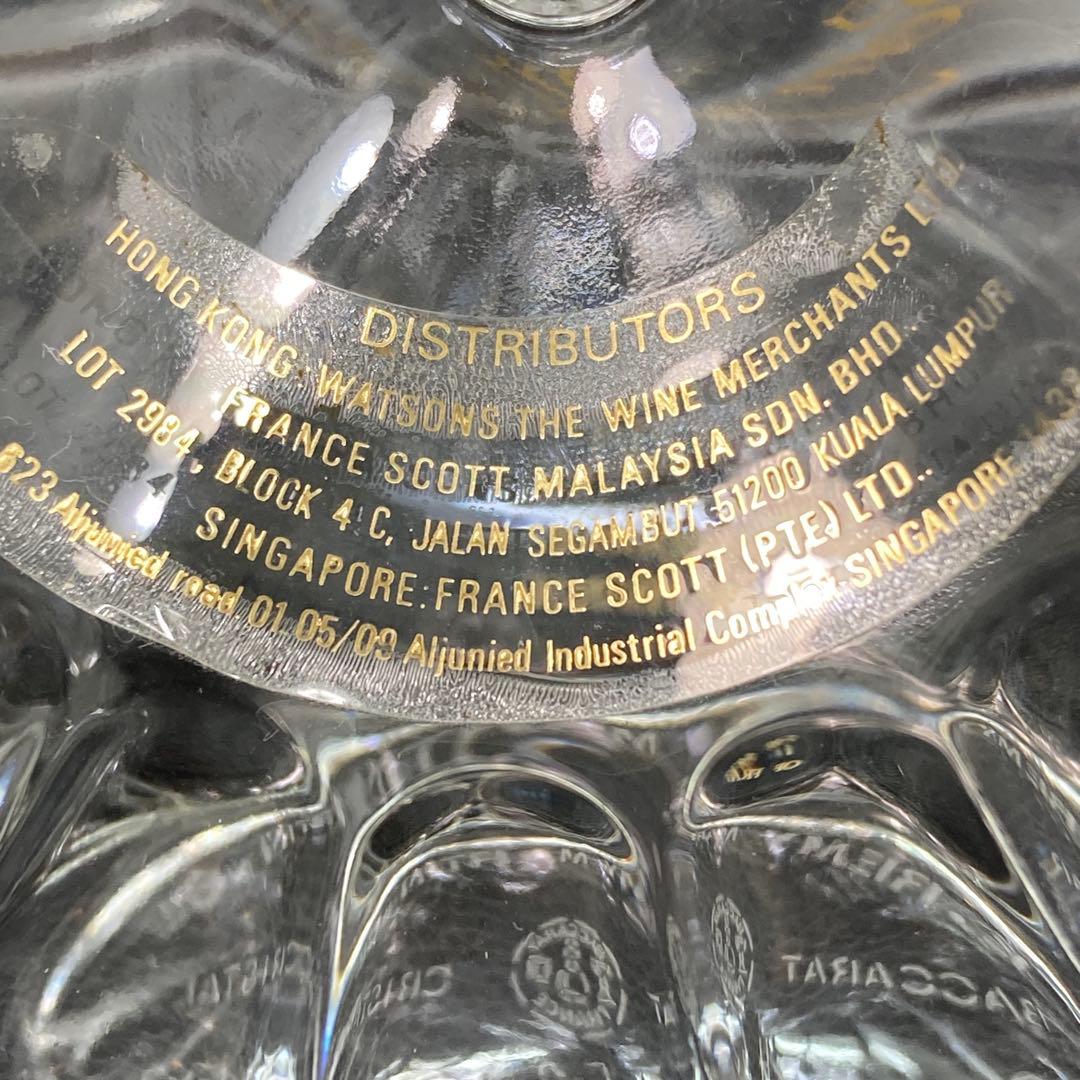 DISTRIBUTORS
HONG KONG: WATSONS THE WINE MERCHANTS
FRANCE SCOTT MALAYSIA SDN. BHD.
LOT 2984, BLOCK 4 C, JALAN SEGAMBUT 51200 KUALA LUMPUR
SINGAPORE: FRANCE SCOTT (PTE) LTD.
623 Aljunied road 01.05/09 Aljunied Industrial Complex SINGAPORE
BACCARAT